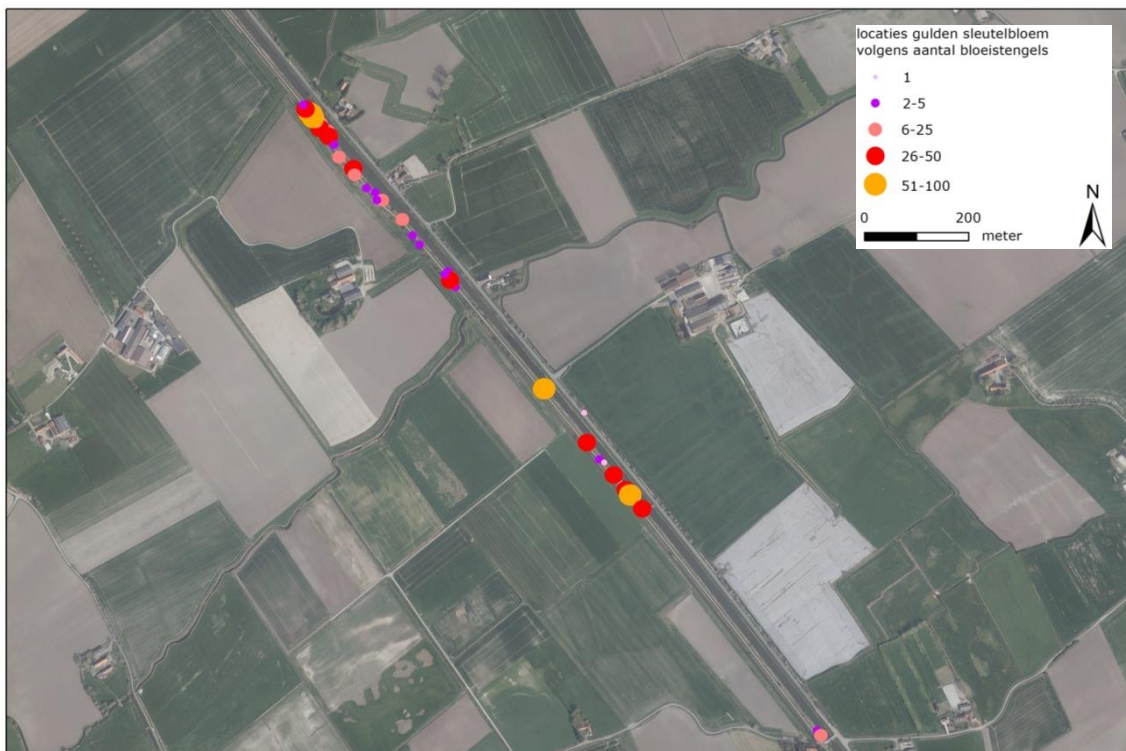 locaties gulden sleutelbloem
volgens aantal bloeistengels
1
2-5
6-25
26-50
51-100
N
0 200
meter